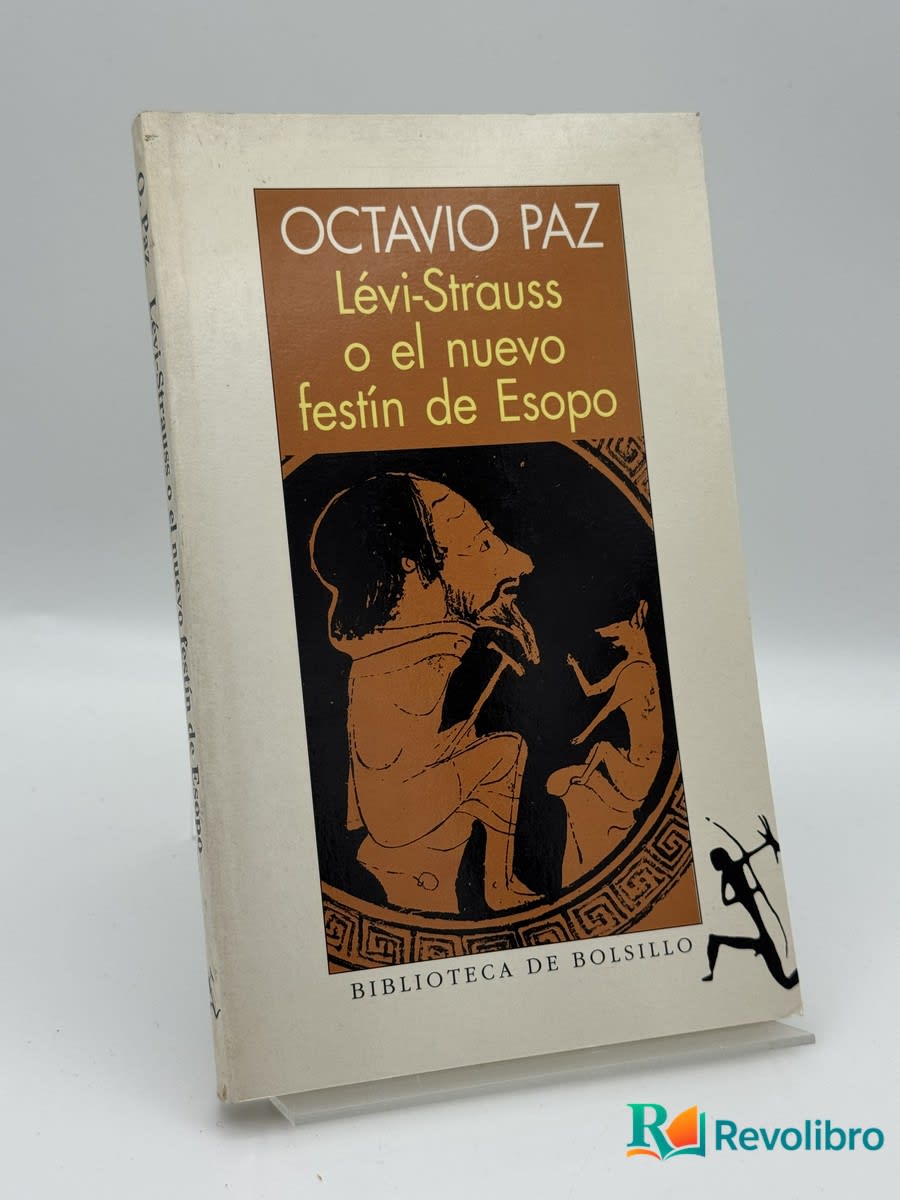 OCTAVIO PAZ
Lévi-Strauss
o el nuevo
festín de Esopo
BIBLIOTECA DE BOLSILLO
O. Paz Lévi-Strauss o el nuevo festín de Esopo
Revolibro